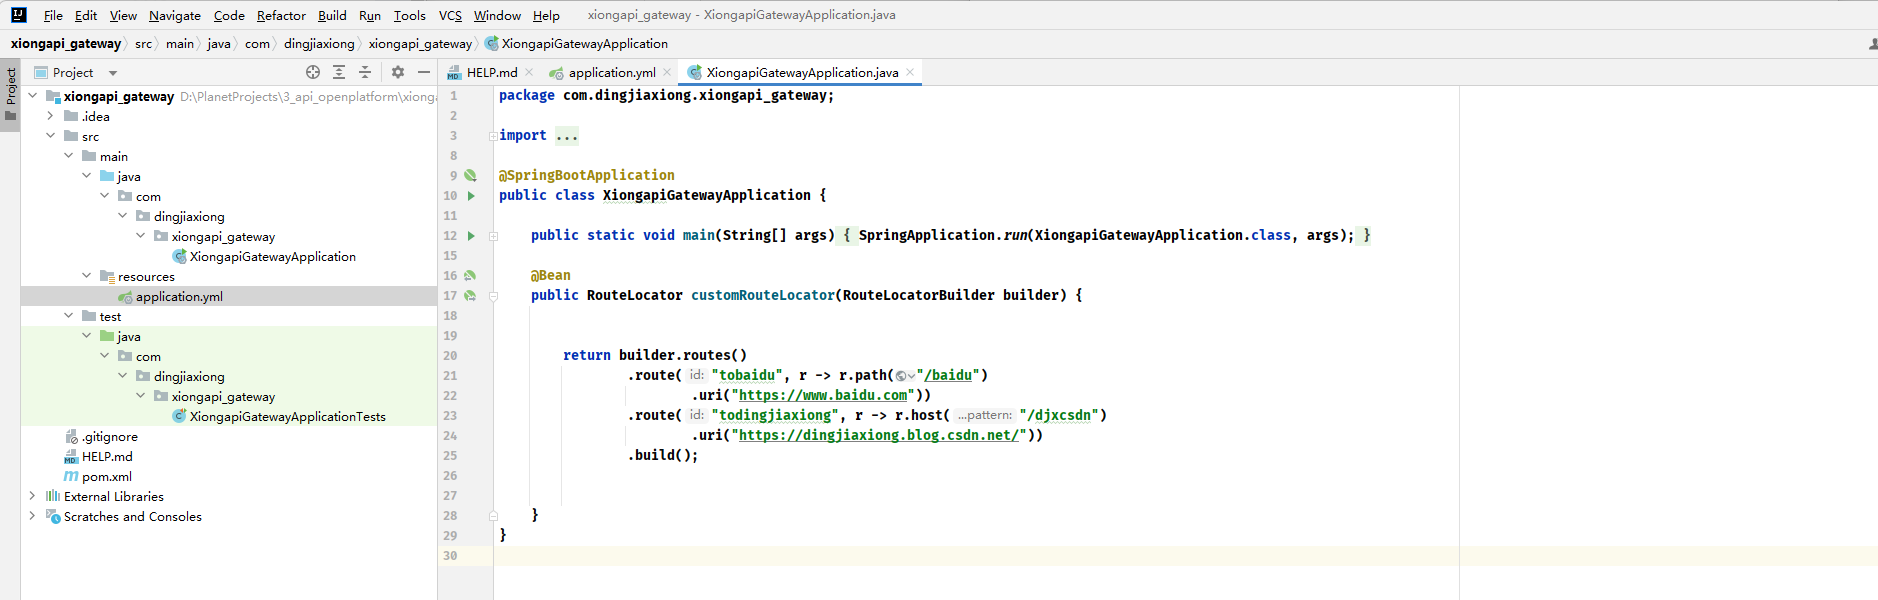 File Edit View Navigate Code Refactor Build Run Tools VCS Window Help xiongapi_gateway - XiongapiGatewayApplication.java
xiongapi_gateway src main java com dingjiaxiong xiongapi_gateway XiongapiGatewayApplication
Project
Project
HELP.md application.yml XiongapiGatewayApplication.java
xiongapi_gateway D:\PlanetProjects\3_api_openplatform\xionga
.idea
src
main
java
com
dingjiaxiong
xiongapi_gateway
XiongapiGatewayApplication
resources
application.yml
test
java
com
dingjiaxiong
xiongapi_gateway
XiongapiGatewayApplicationTests
.gitignore
HELP.md
pom.xml
External Libraries
Scratches and Consoles
1 package com.dingjiaxiong.xiongapi_gateway;
2
3 import ...
8
9 @SpringBootApplication
10 public class XiongapiGatewayApplication {
11
12 public static void main(String[] args) { SpringApplication.run(XiongapiGatewayApplication.class, args); }
15
16 @Bean
17 public RouteLocator customRouteLocator(RouteLocatorBuilder builder) {
18
19
20 return builder.routes()
21 .route( id: "tobaidu", r -> r.path( "/baidu")
22 .uri("https://www.baidu.com"))
23 .route( id: "todingjiaxiong", r -> r.host( ...pattern: "/djxcsdn")
24 .uri("https://dingjiaxiong.blog.csdn.net/"))
25 .build();
26
27
28 }
29 }
30